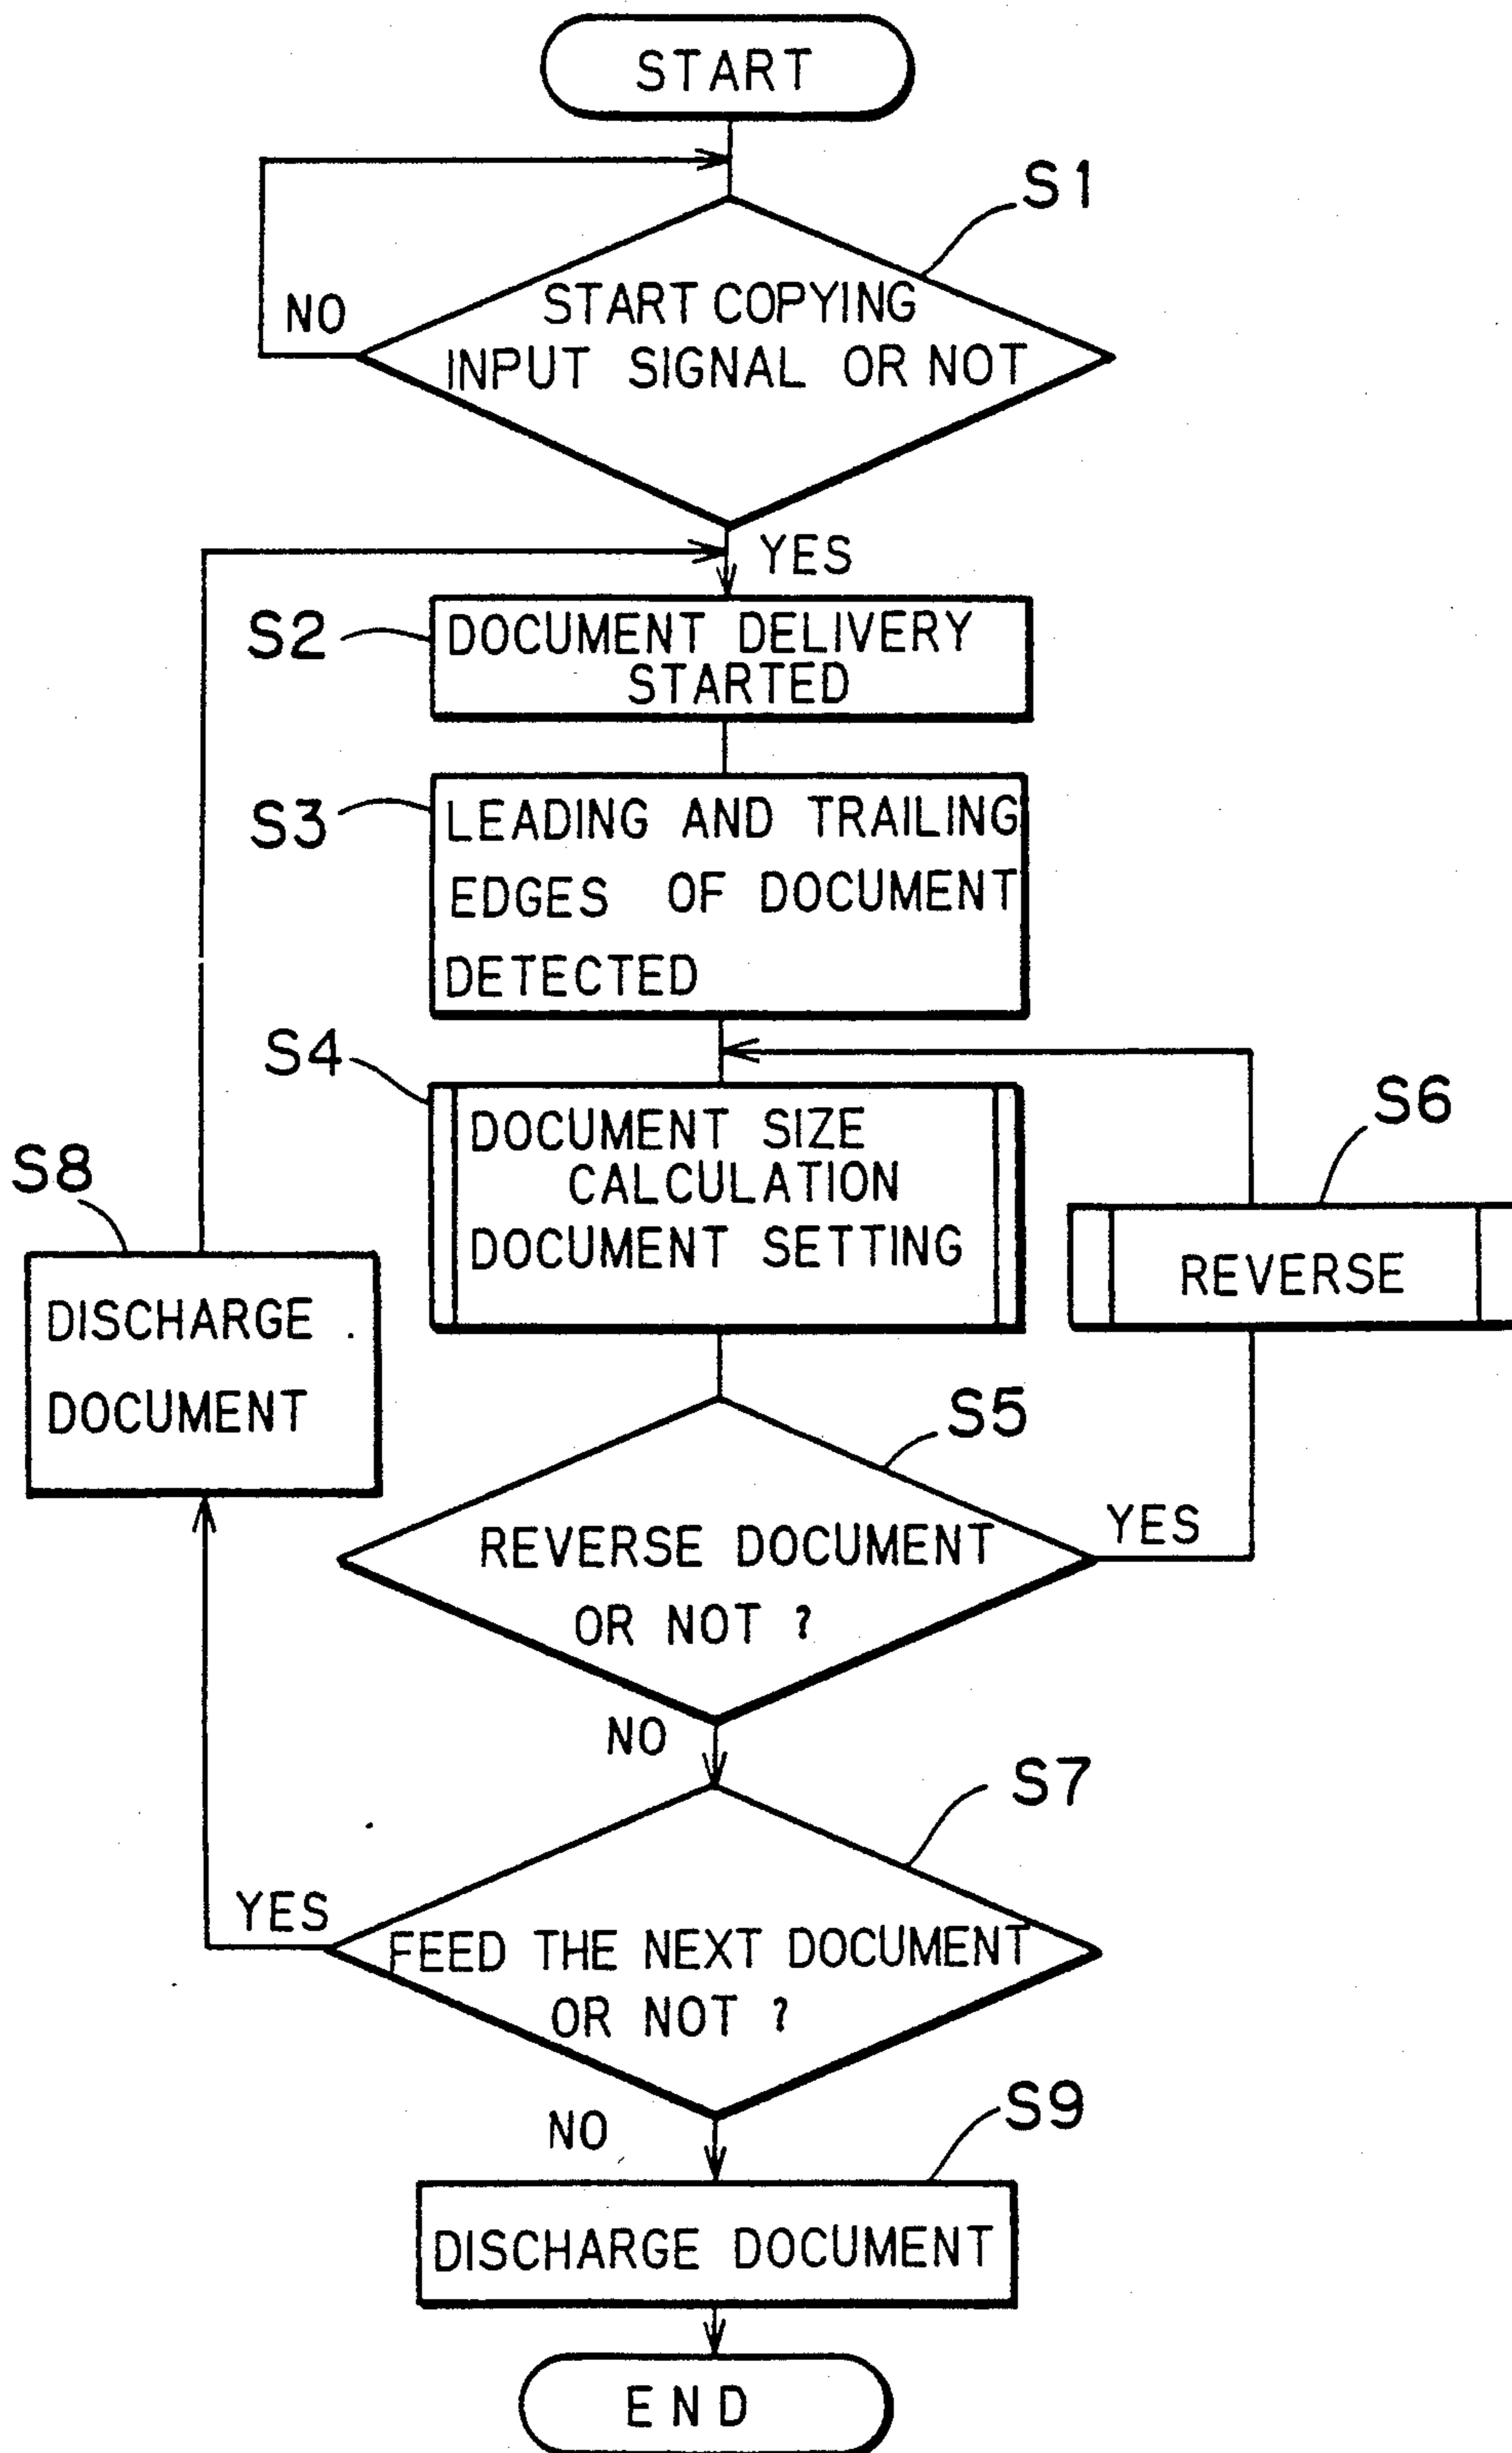 START
S1
START COPYING
INPUT SIGNAL OR NOT
NO
YES
S2
DOCUMENT DELIVERY
STARTED
S3
LEADING AND TRAILING
EDGES OF DOCUMENT
DETECTED
S4
DOCUMENT SIZE
CALCULATION
DOCUMENT SETTING
S6
REVERSE
S8
DISCHARGE
DOCUMENT
S5
REVERSE DOCUMENT
OR NOT ?
YES
NO
S7
FEED THE NEXT DOCUMENT
OR NOT ?
YES
NO
S9
DISCHARGE DOCUMENT
END